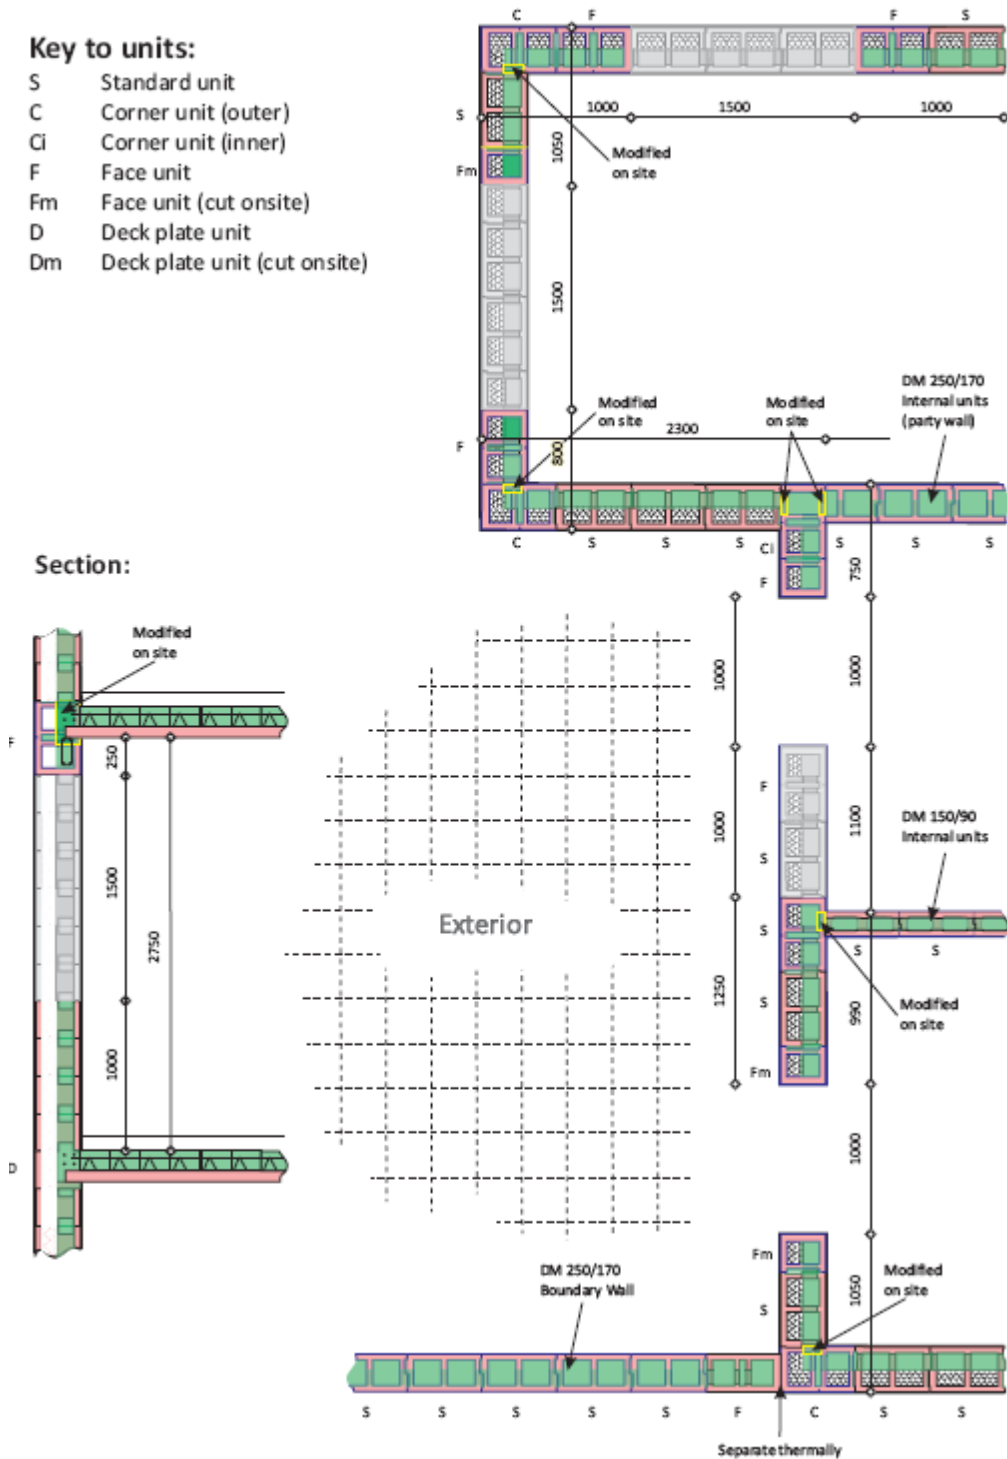 Key to units:
S Standard unit
C Corner unit (outer)
Ci Corner unit (inner)
F Face unit
Fm Face unit (cut onsite)
D Deck plate unit
Dm Deck plate unit (cut onsite)
C F F S
1000 1500 1000
S
1050
Modified
on site
Fm
1500
Modified
on site
Modified
on site
DM 250/170
Internal units
(party wall)
2300
F
800
C S S S S S S
Ci
F
750
Section:
Modified
on site
250
1500
2750
1000
1000
1000
F
1000
1100
S
DM 150/90
Internal units
Exterior
S
S S
1250
S
990
Modified
on site
Fm
1000
Fm
DM 250/170
Boundary Wall
Modified
on site
S
1050
S S S S S F C S S
Separate thermally